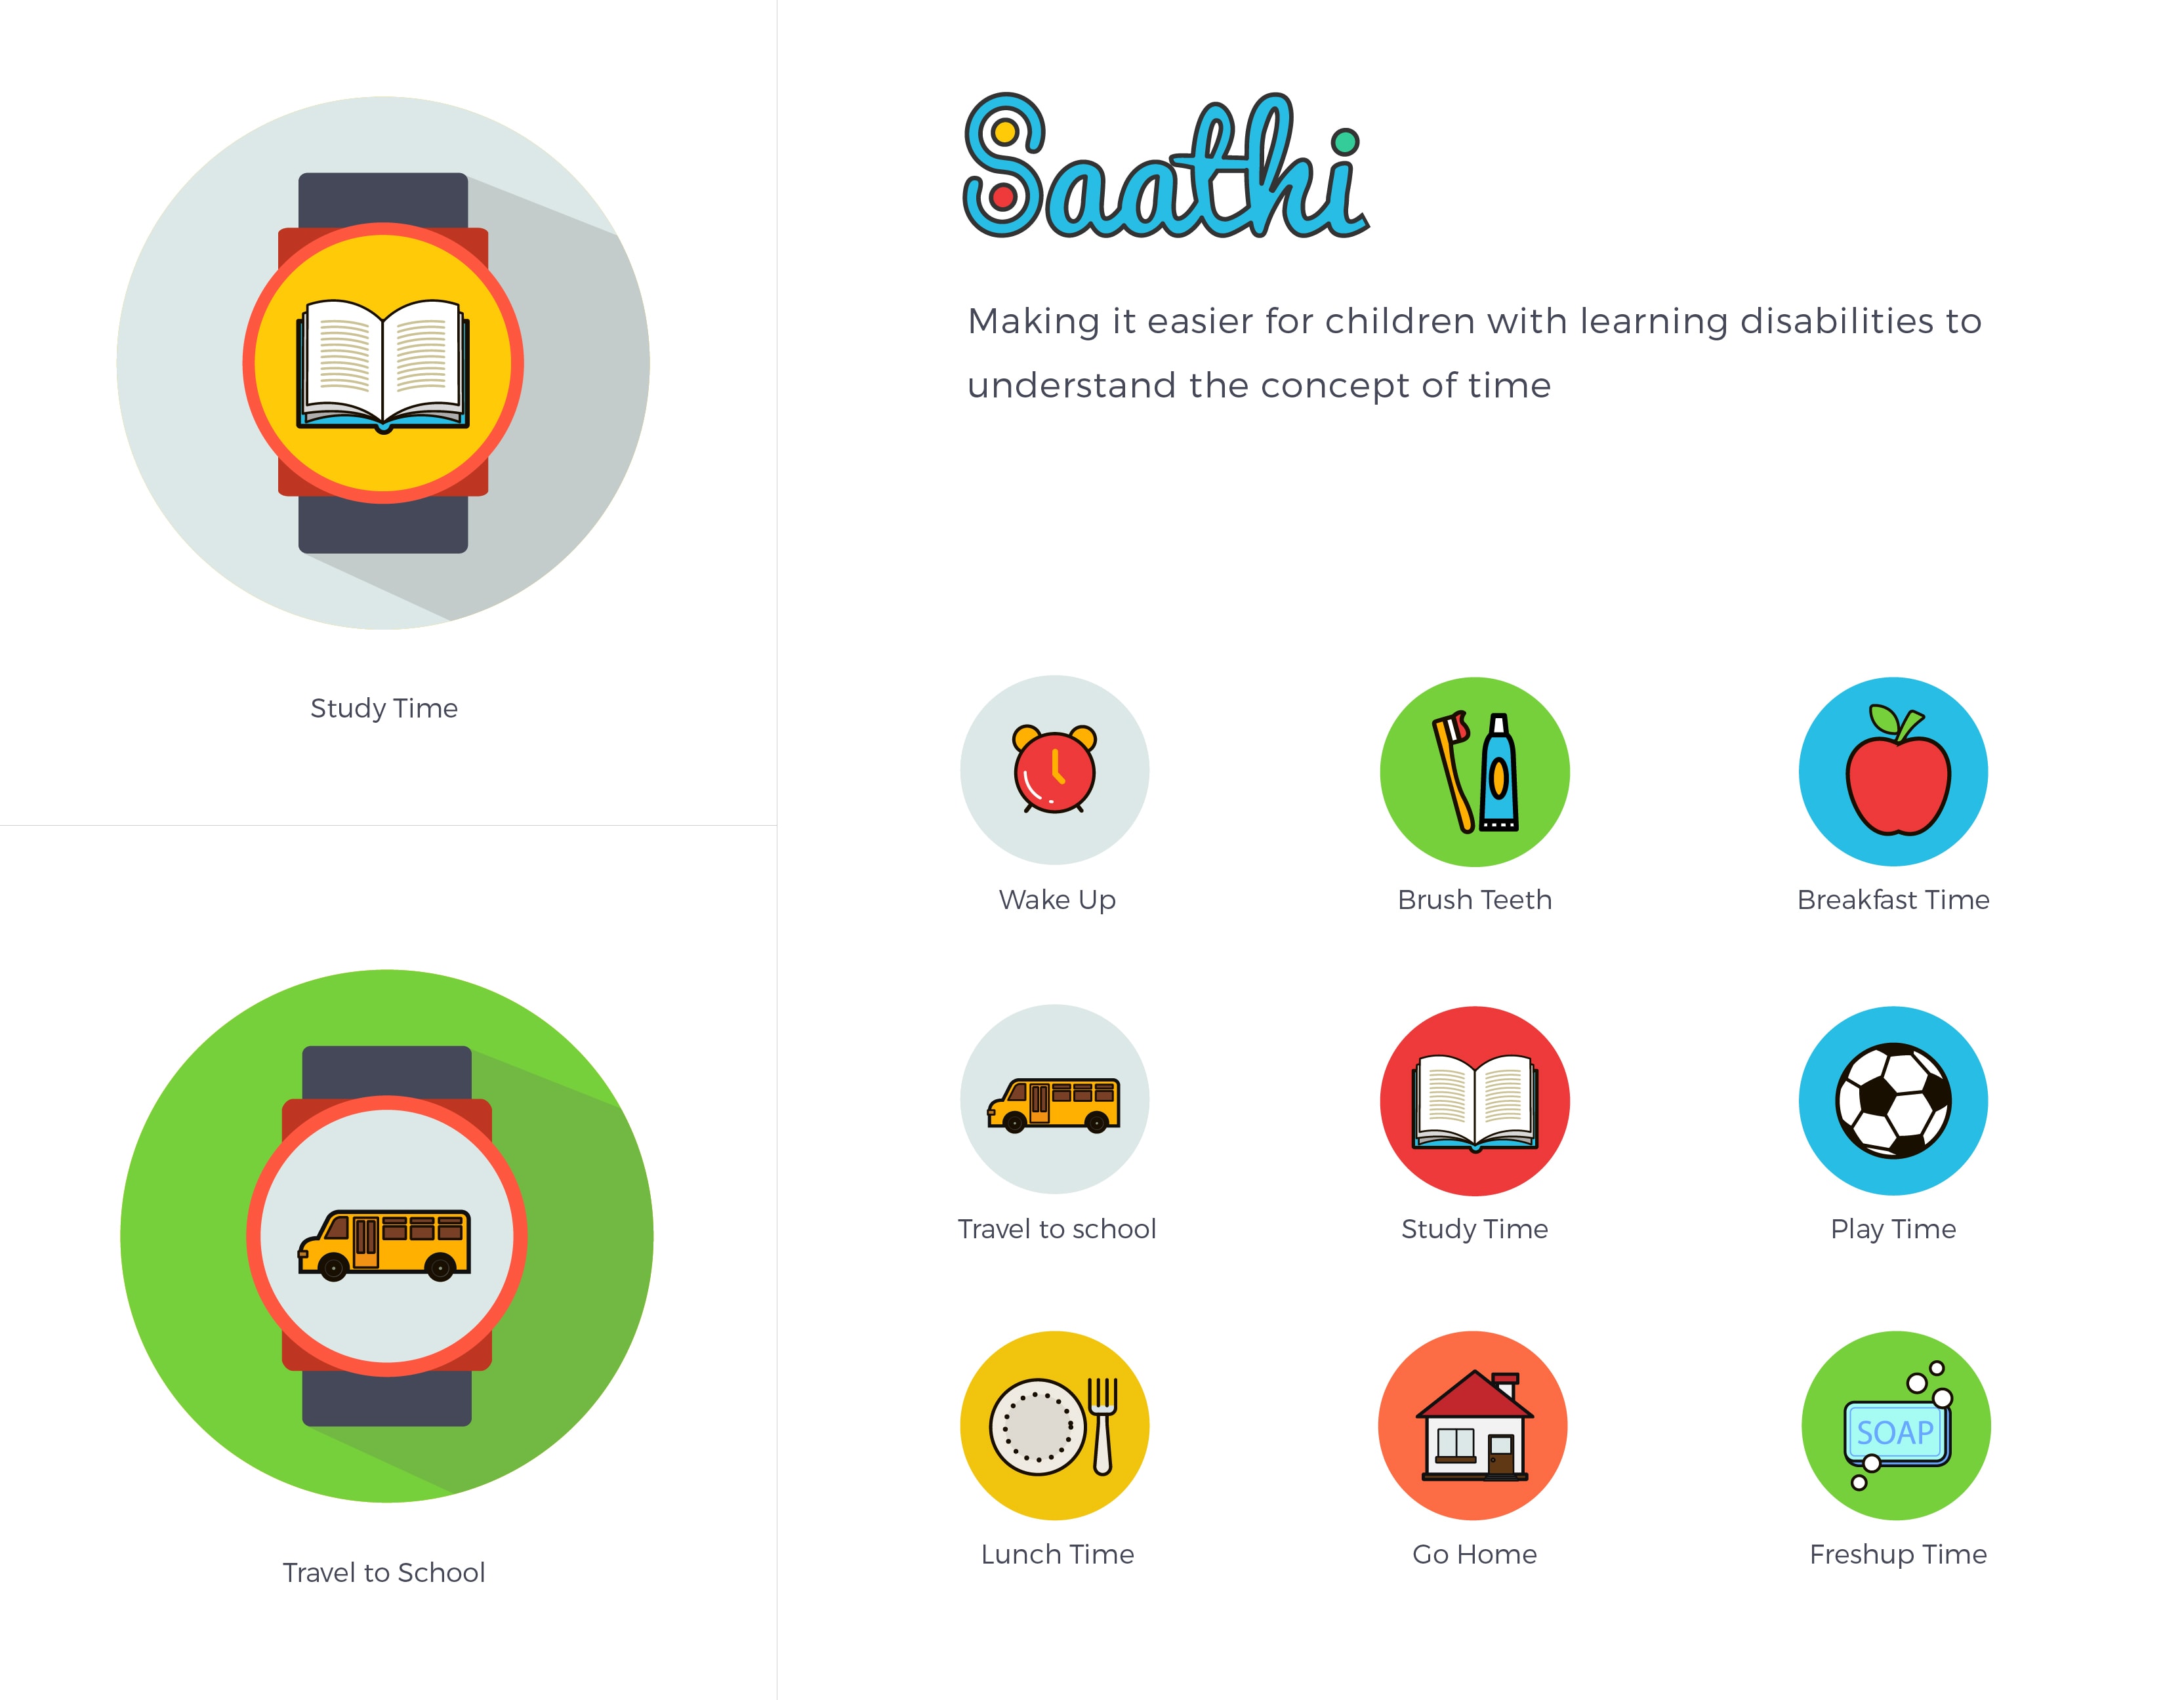 Study Time
Travel to School
Saathi
Making it easier for children with learning disabilities to
understand the concept of time
Wake Up
Brush Teeth
Breakfast Time
Travel to school
Study Time
Play Time
SOAP
Lunch Time
Go Home
Freshup Time